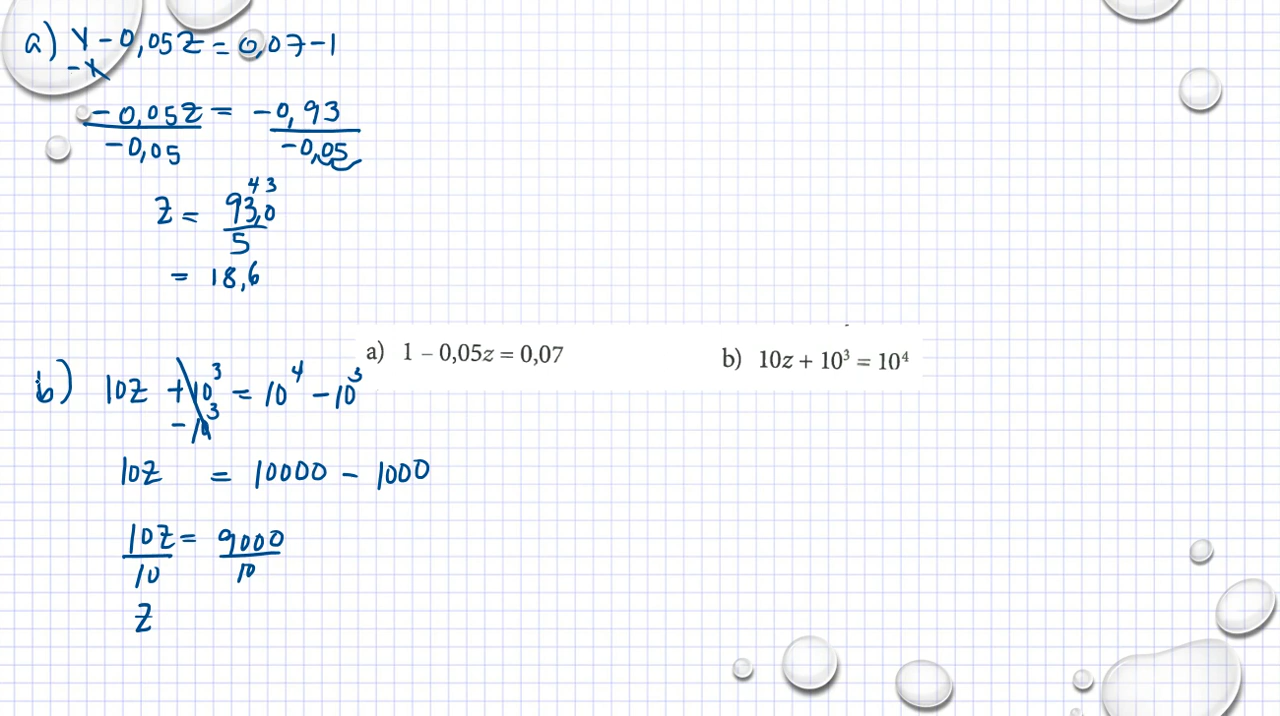 a) 1 - 0,05z = 0,07 - 1
- 1
- 0,05z = - 0,93
- 0,05 - 0,05
4 3
z = 93,0
5
= 18,6
a) 1 – 0,05z = 0,07
b) 10z + 10³ = 10⁴
b) 10z + 10³ = 10⁴ - 10³
- 10³
10z = 10000 - 1000
10z = 9000
10 10
z